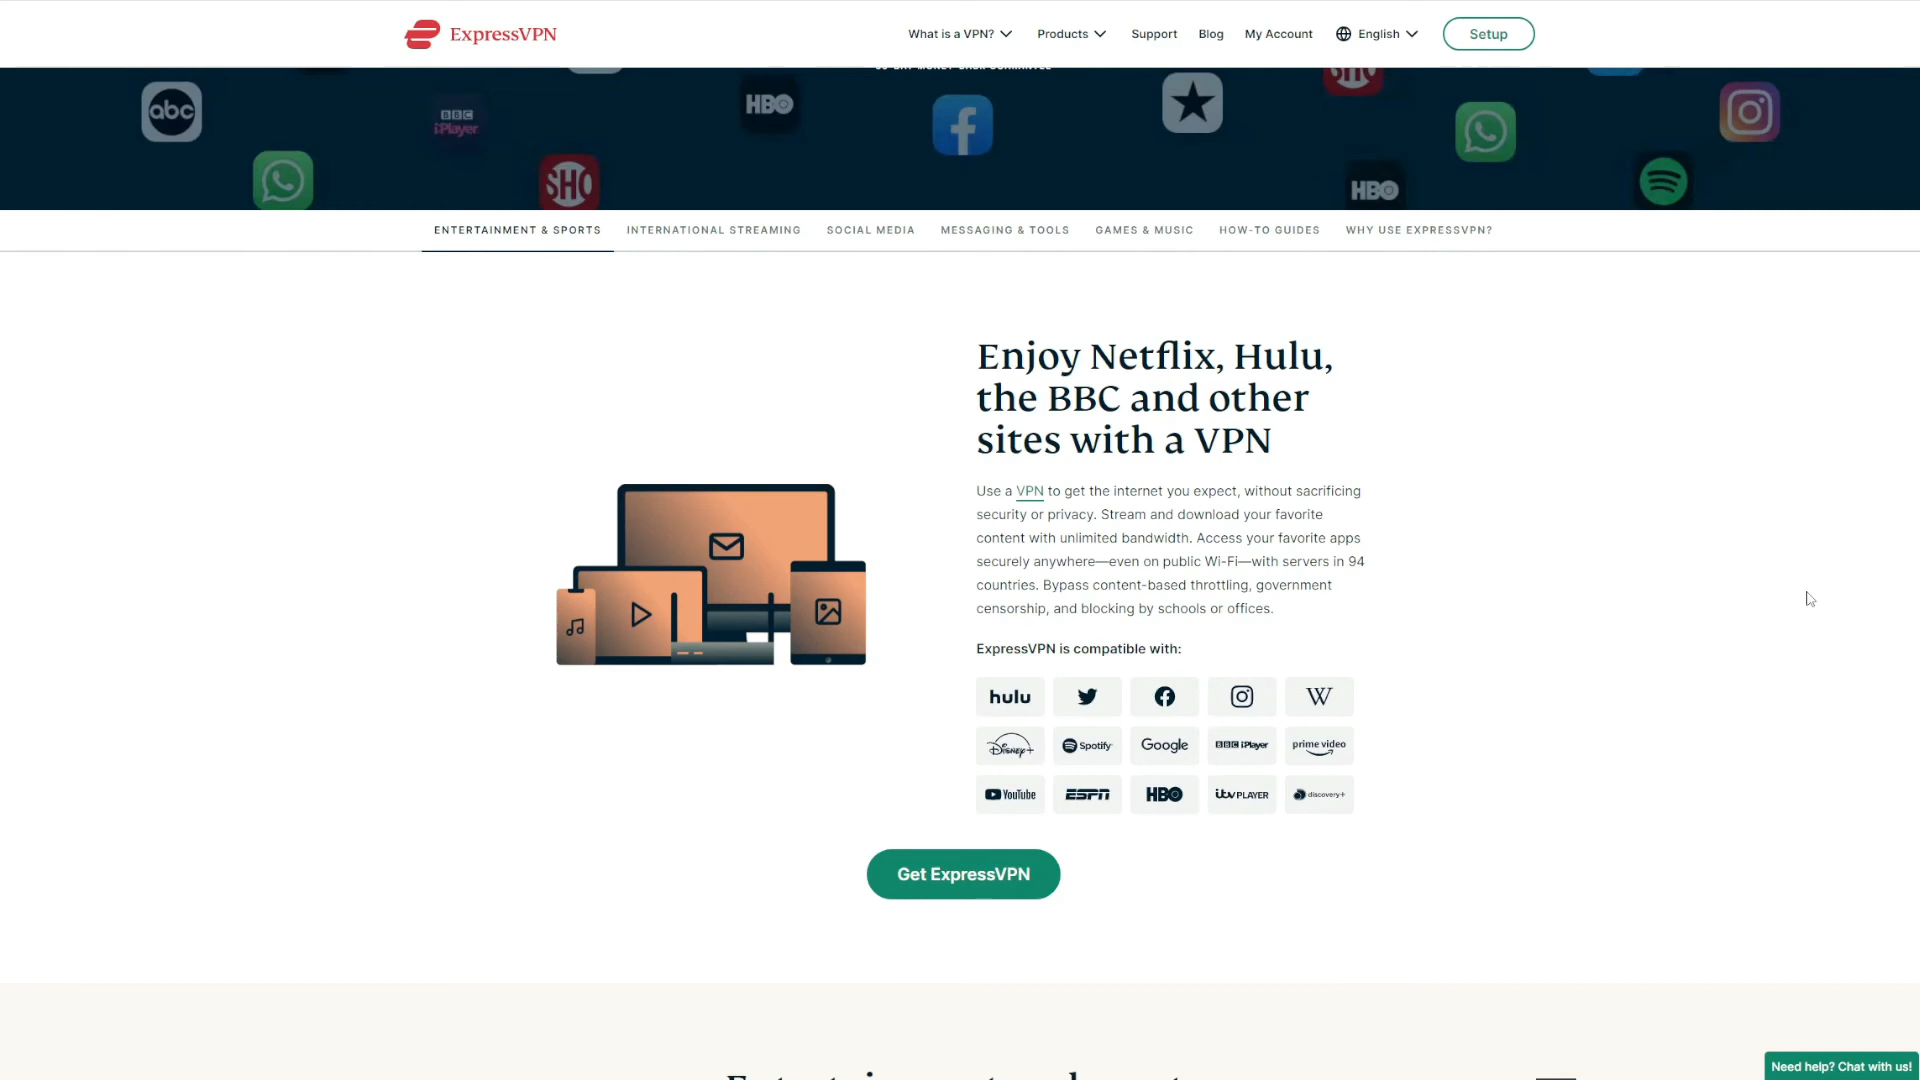 ExpressVPN
What is a VPN?
Products
Support
Blog
My Account
English
Setup
abc
BBC
iPlayer
HBO
SHO
SHO
HBO
ENTERTAINMENT & SPORTS
INTERNATIONAL STREAMING
SOCIAL MEDIA
MESSAGING & TOOLS
GAMES & MUSIC
HOW-TO GUIDES
WHY USE EXPRESSVPN?
Enjoy Netflix, Hulu,
the BBC and other
sites with a VPN
Use a VPN to get the internet you expect, without sacrificing
security or privacy. Stream and download your favorite
content with unlimited bandwidth. Access your favorite apps
securely anywhere—even on public Wi-Fi—with servers in 94
countries. Bypass content-based throttling, government
censorship, and blocking by schools or offices.
ExpressVPN is compatible with:
hulu
W
Disney+
Spotify
Google
BBC iPlayer
prime video
YouTube
ESPN
HBO
itv PLAYER
discovery+
Get ExpressVPN
Need help? Chat with us!